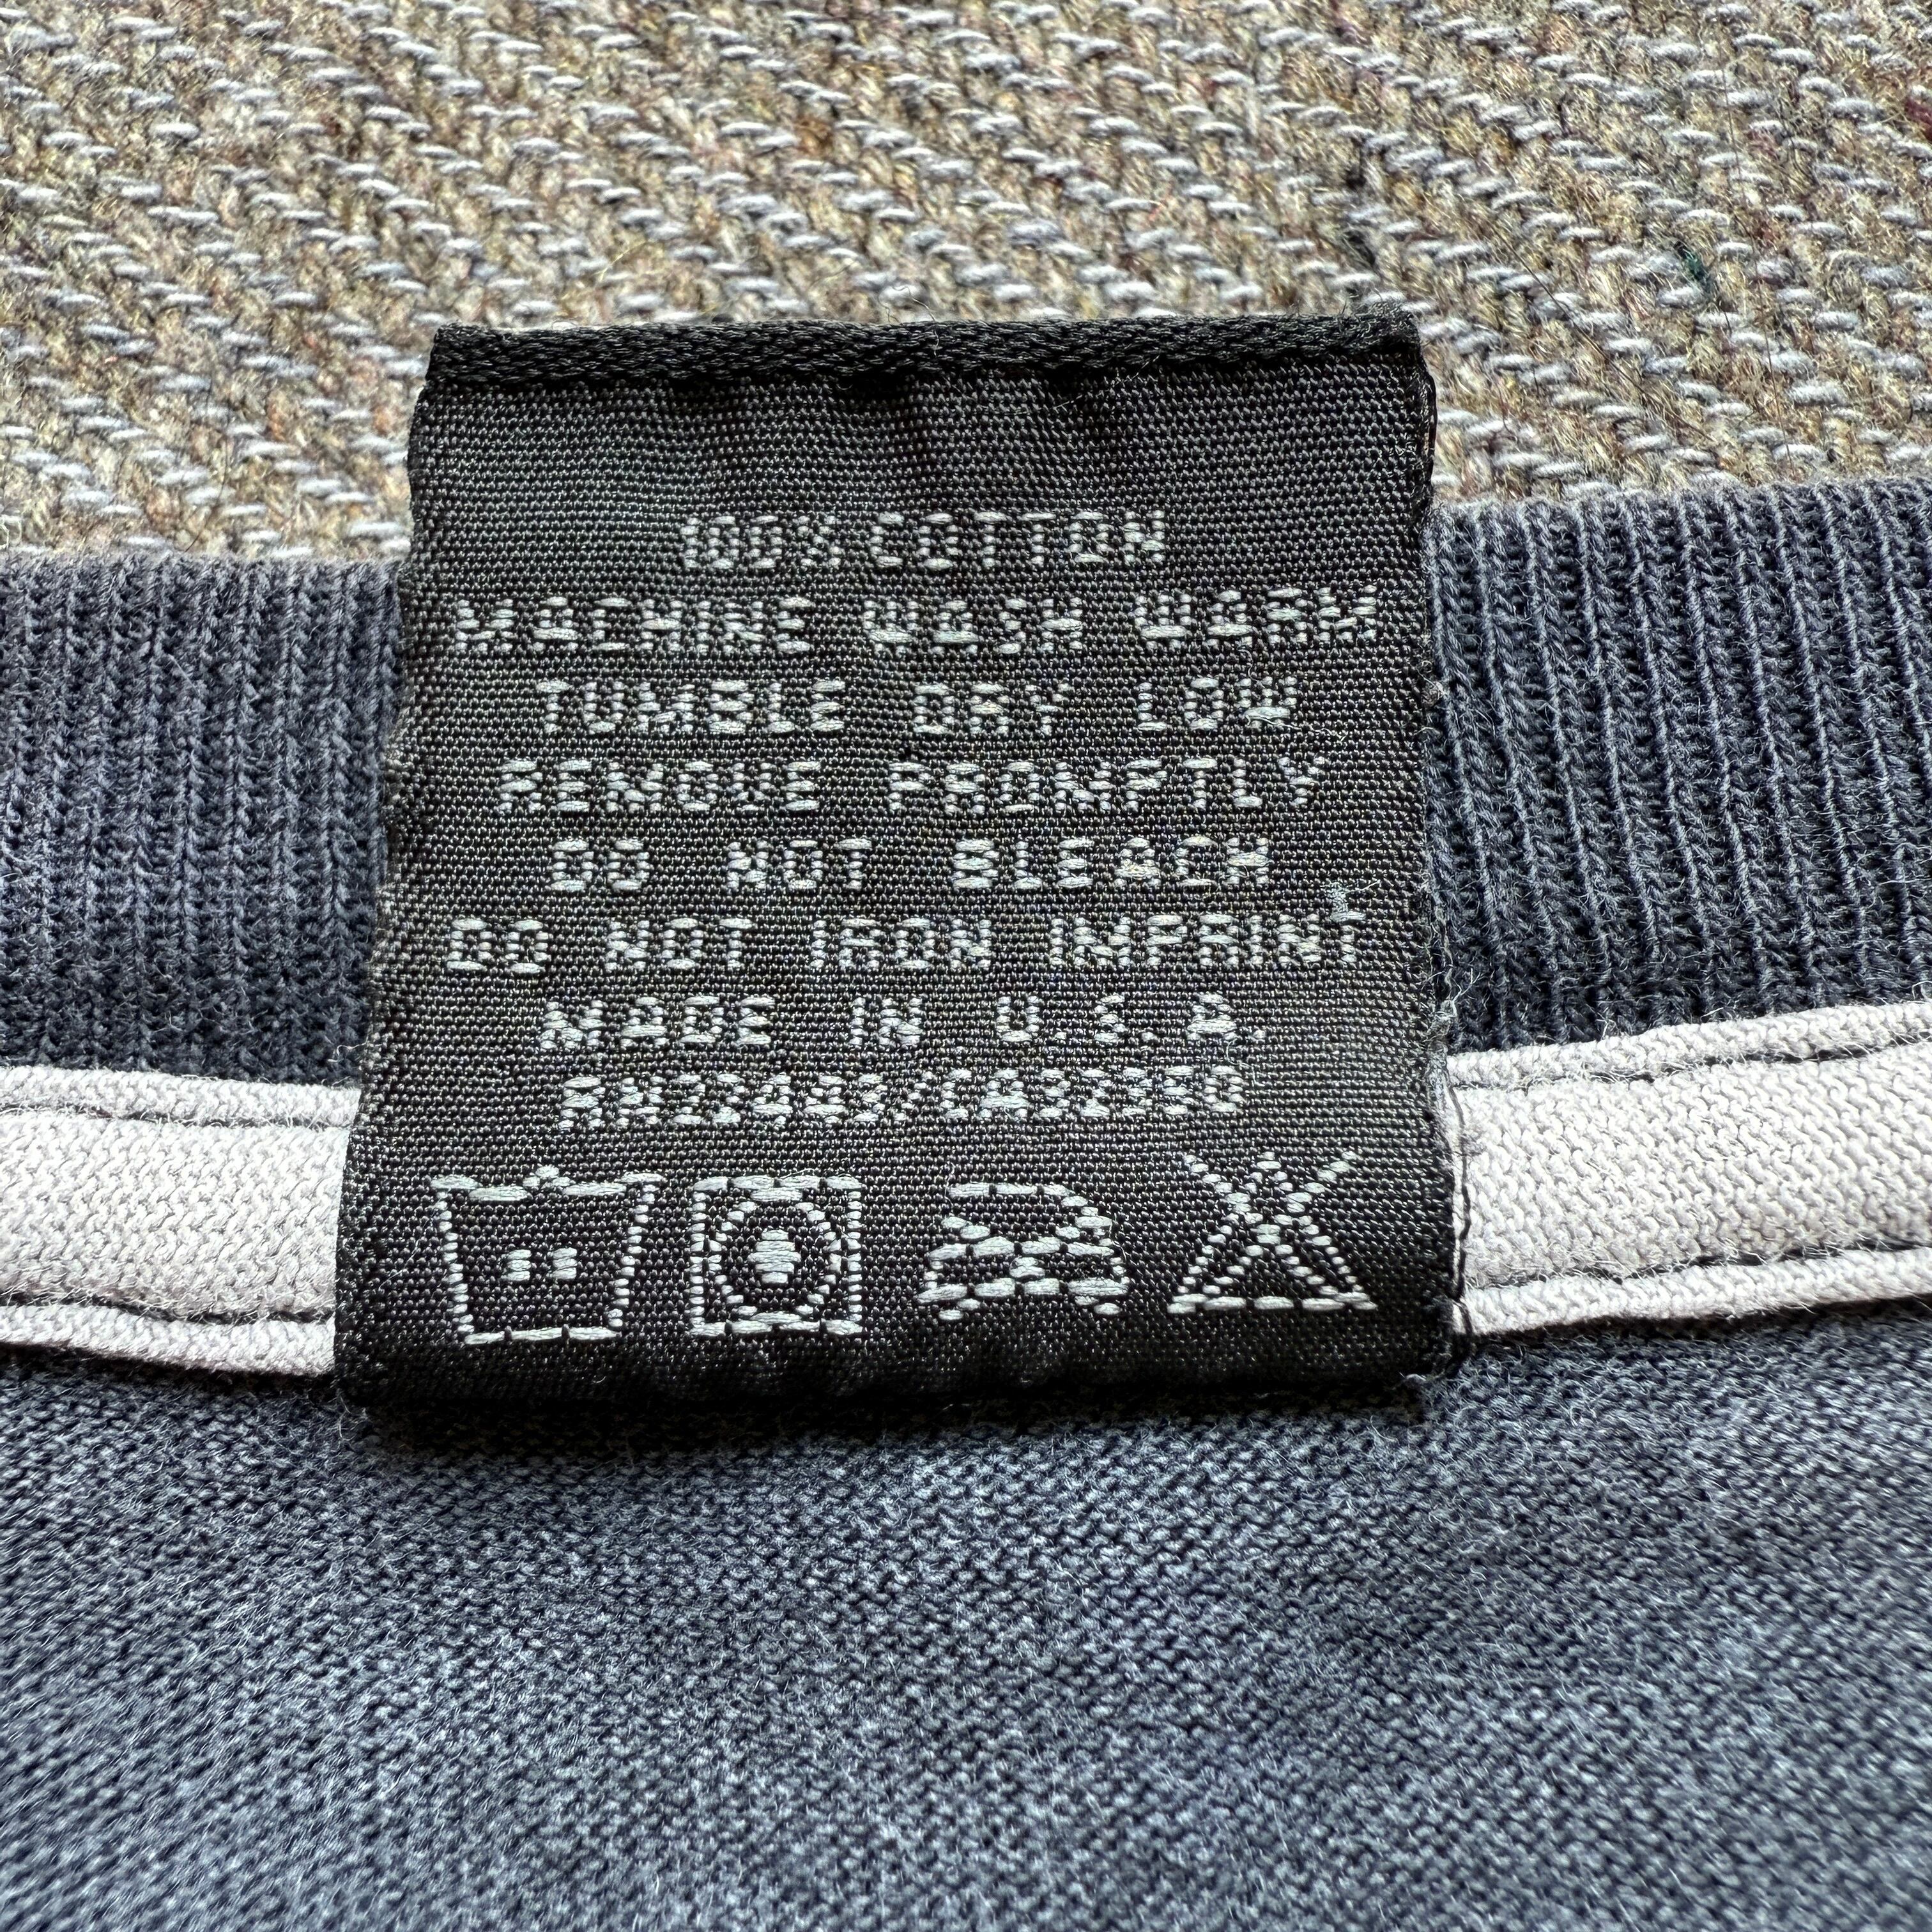 100% COTTON
MACHINE WASH WARM
TUMBLE DRY LOW
REMOVE PROMPTLY
DO NOT BLEACH
DO NOT IRON IMPRINT
MADE IN U.S.A.